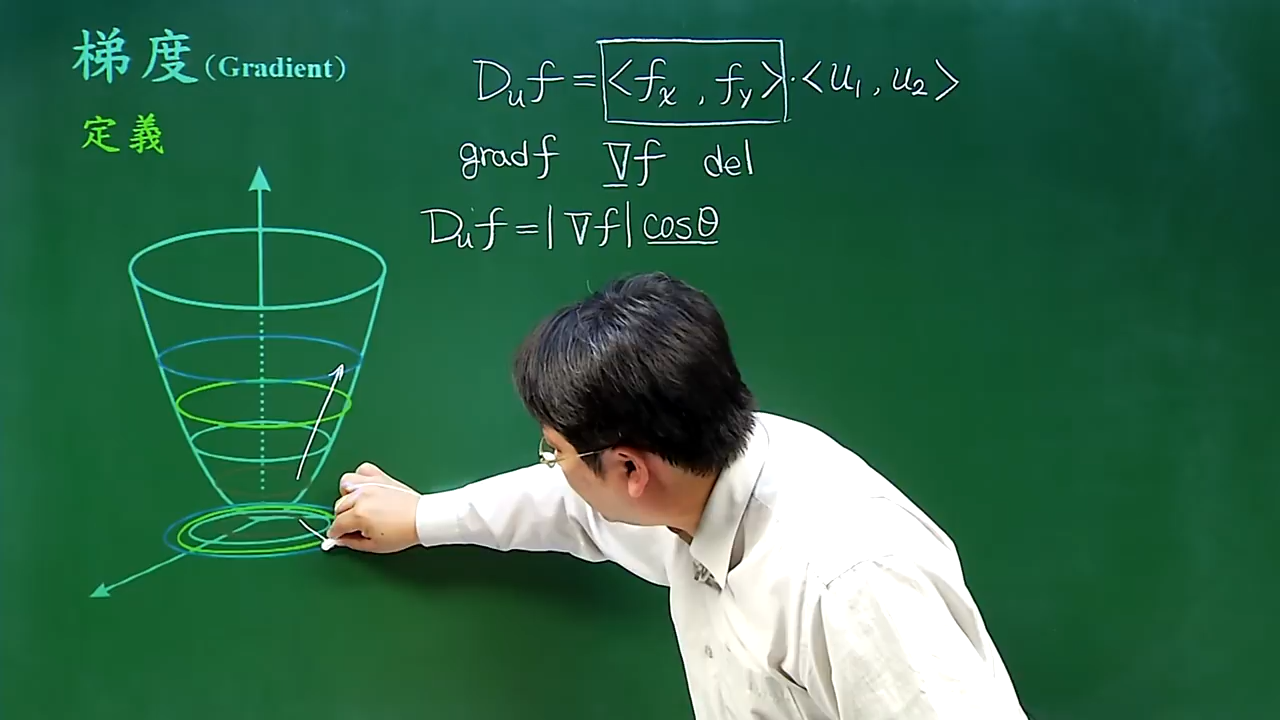 梯度(Gradient)
定義
Duf=<fx,fy>·<u1,u2>
gradf ∇f del
Duf=|∇f|cosθ